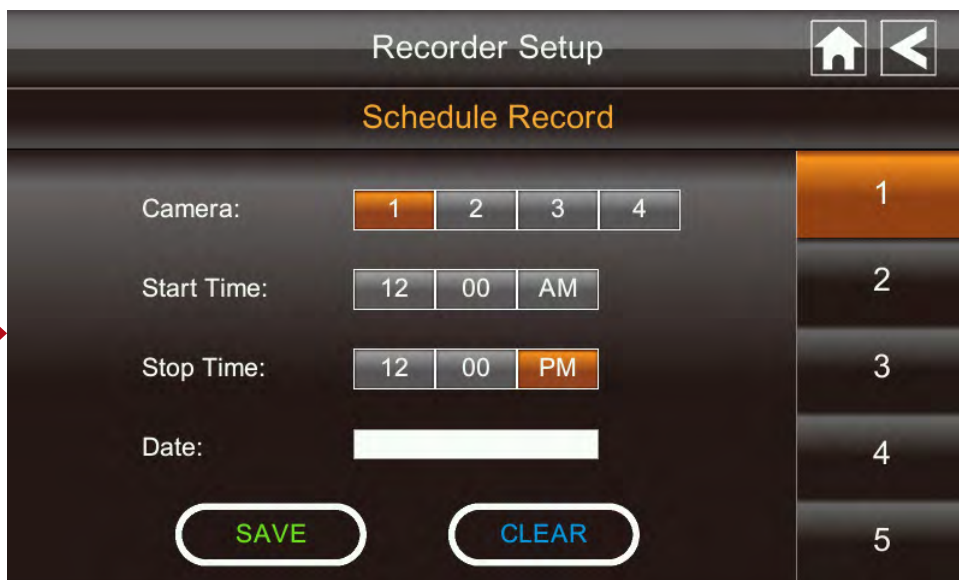 Recorder Setup
Schedule Record
Camera: 1 2 3 4
Start Time: 12 00 AM
Stop Time: 12 00 PM
Date:
SAVE CLEAR
1
2
3
4
5